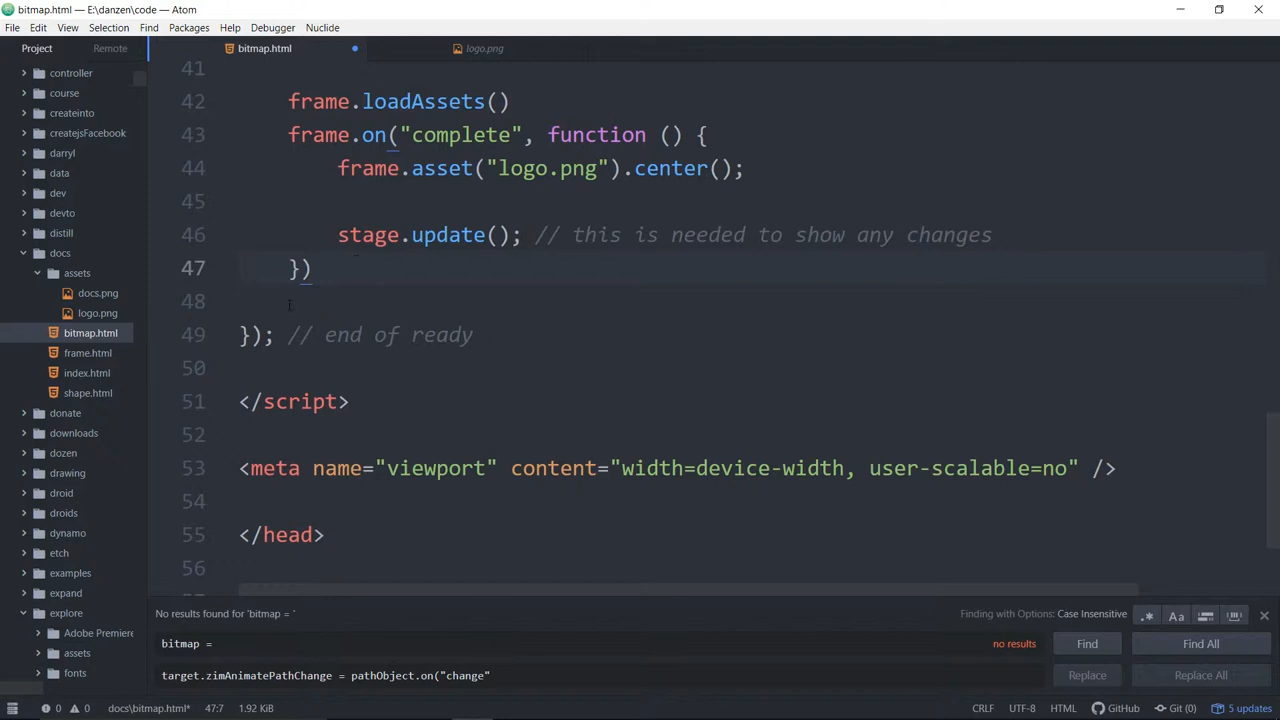 bitmap.html — E:\danzen\code — Atom
File Edit View Selection Find Packages Help Debugger Nuclide
Project Remote
controller
course
createinto
createjsFacebook
darryl
data
dev
devto
distill
docs
assets
docs.png
logo.png
bitmap.html
frame.html
index.html
shape.html
donate
downloads
dozen
drawing
droid
droids
dynamo
etch
examples
expand
explore
Adobe Premiere
assets
fonts
bitmap.html logo.png
41
42 frame.loadAssets()
43 frame.on("complete", function () {
44 frame.asset("logo.png").center();
45
46 stage.update(); // this is needed to show any changes
47 })
48
49 }); // end of ready
50
51 </script>
52
53 <meta name="viewport" content="width=device-width, user-scalable=no" />
54
55 </head>
56
No results found for 'bitmap = ' Finding with Options: Case Insensitive .* Aa
bitmap = no results Find Find All
target.zimAnimatePathChange = pathObject.on("change" Replace Replace All
0 0 docs\bitmap.html* 47:7 1.92 KiB CRLF UTF-8 HTML GitHub Git (0) 5 updates